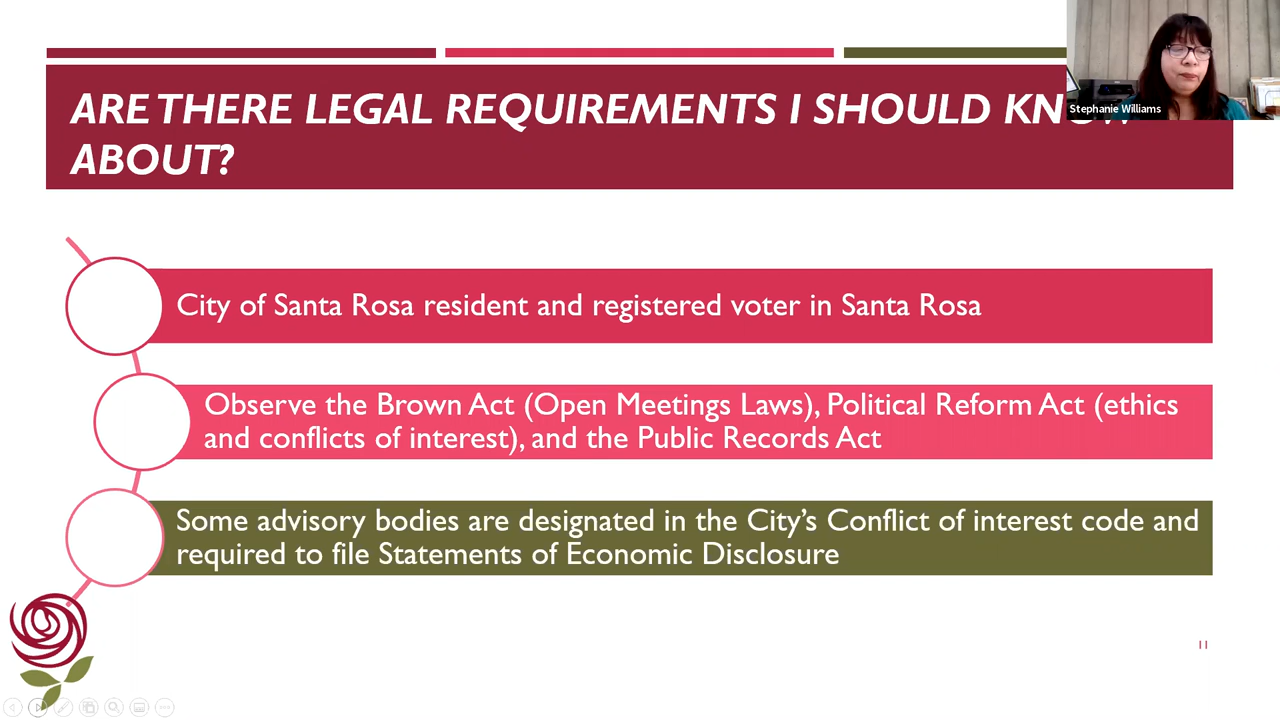 ARE THERE LEGAL REQUIREMENTS I SHOULD KNOW
ABOUT?
Stephanie Williams
City of Santa Rosa resident and registered voter in Santa Rosa
Observe the Brown Act (Open Meetings Laws), Political Reform Act (ethics
and conflicts of interest), and the Public Records Act
Some advisory bodies are designated in the City’s Conflict of interest code and
required to file Statements of Economic Disclosure
11